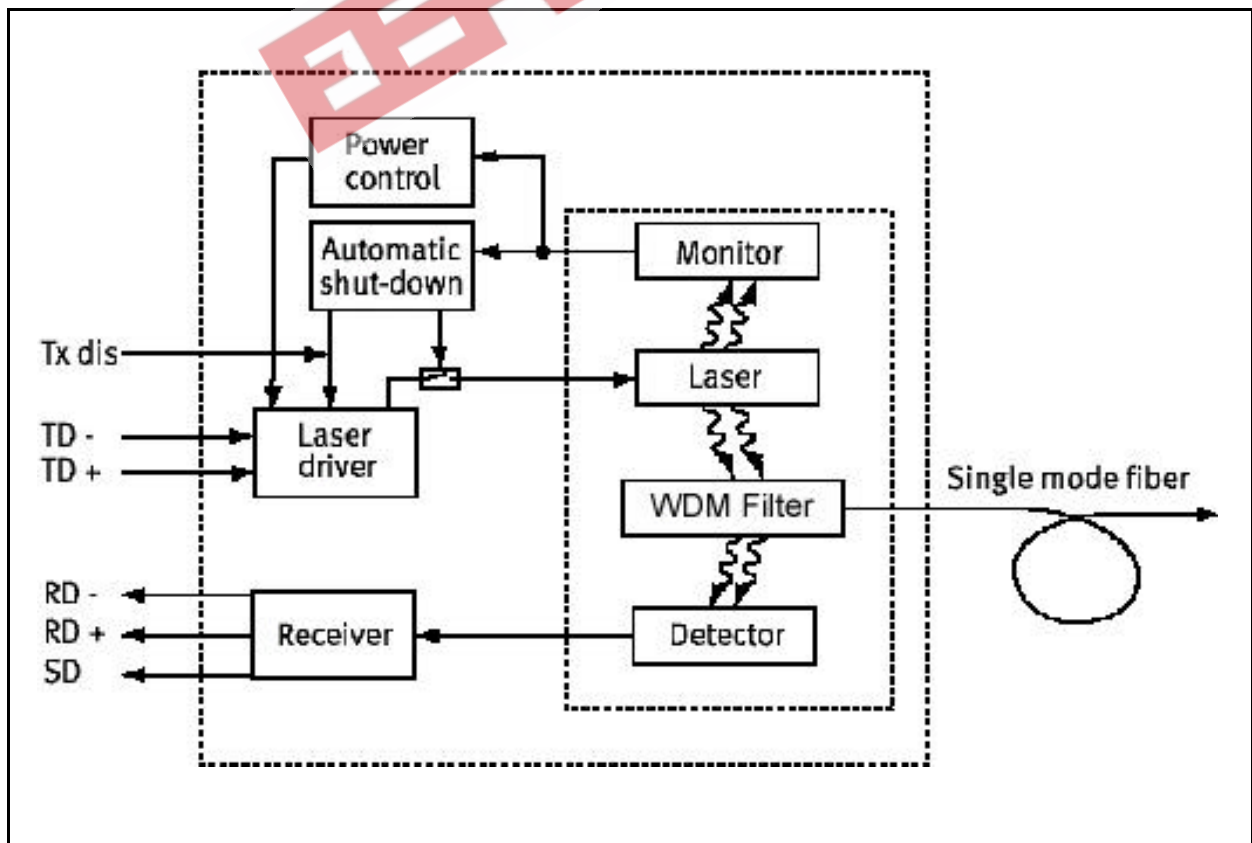 Power
control
Automatic
shut-down
Monitor
Tx dis
Laser
TD -
TD +
Laser
driver
WDM Filter
Single mode fiber
RD -
RD +
SD
Receiver
Detector